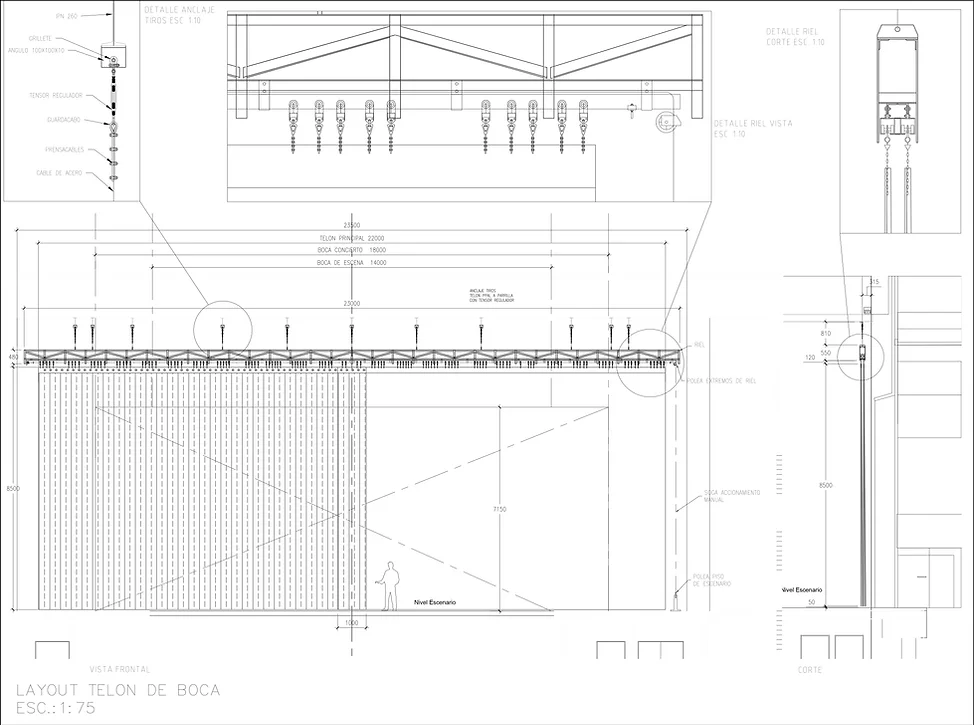 DETALLE ANCLAJE
TIROS ESC 1:10
IPN 260
GRILLETE
ANGULO 100X100X10
TENSOR REGULADOR
GUARDACABO
PRENSACABLES
CABLE DE ACERO
DETALLE RIEL VISTA
ESC 1:10
DETALLE RIEL
CORTE ESC. 1:10
23500
TELON PRINCIPAL 22000
BOCA CONCIERTO 18000
BOCA DE ESCENA 14000
ANCLAJE TIROS
TELON PPAL A PARRILLA
CON TENSOR REGULADOR
23000
480
RIEL
POLEA EXTREMOS DE RIEL
8500
7150
SOGA ACCIONAMIENTO
MANUAL
POLEA PISO
DE ESCENARIO
Nivel Escenario
1000
315
810
550
120
8500
Nivel Escenario
50
VISTA FRONTAL
CORTE
LAYOUT TELON DE BOCA
ESC.:1:75